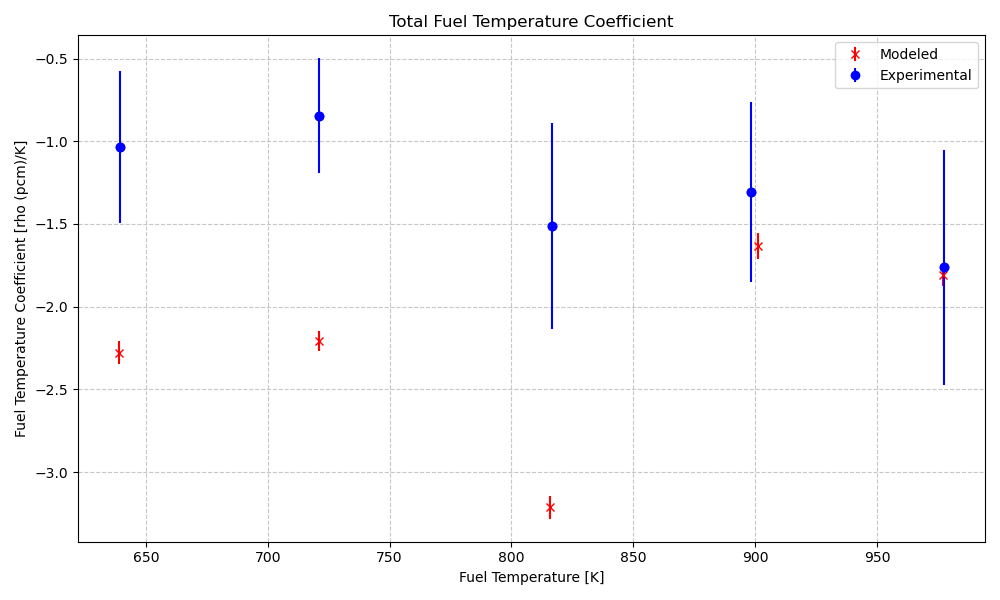 Total Fuel Temperature Coefficient
Modeled
Experimental
Fuel Temperature Coefficient [rho (pcm)/K]
−0.5
−1.0
−1.5
−2.0
−2.5
−3.0
650
700
750
800
850
900
950
Fuel Temperature [K]